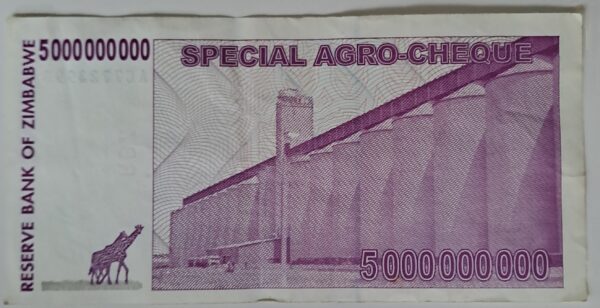 5000000000
SPECIAL AGRO-CHEQUE
RESERVE BANK OF ZIMBABWE
5000000000